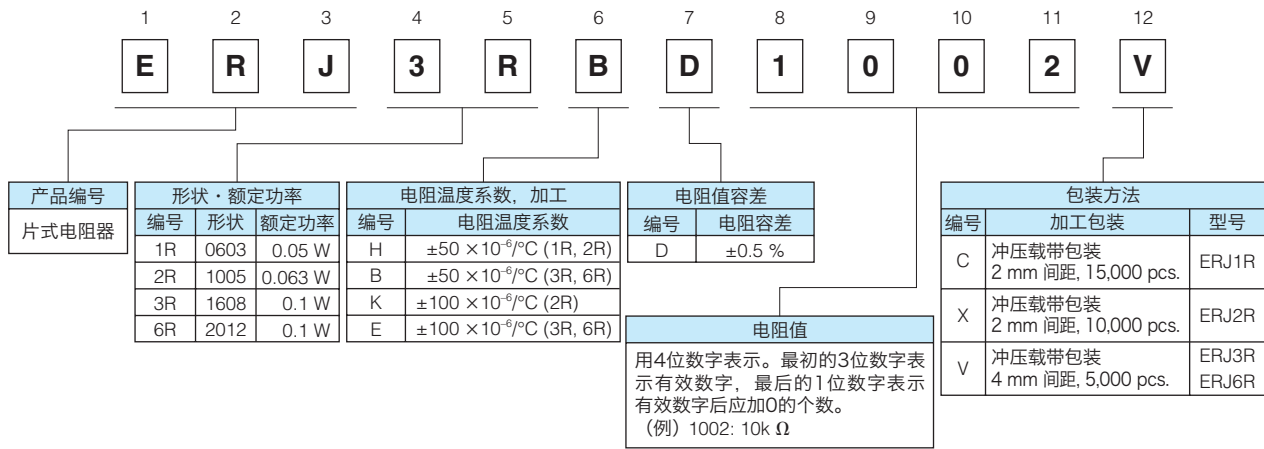 1 2 3 4 5 6 7 8 9 10 11 12
E R J 3 R B D 1 0 0 2 V
产品编号
片式电阻器
形状・额定功率
编号 形状 额定功率
1R 0603 0.05 W
2R 1005 0.063 W
3R 1608 0.1 W
6R 2012 0.1 W
电阻温度系数，加工
编号 电阻温度系数
H ±50 ×10⁻⁶/°C (1R, 2R)
B ±50 ×10⁻⁶/°C (3R, 6R)
K ±100 ×10⁻⁶/°C (2R)
E ±100 ×10⁻⁶/°C (3R, 6R)
电阻值容差
编号 电阻容差
D ±0.5 %
电阻值
用4位数字表示。最初的3位数字表
示有效数字，最后的1位数字表示
有效数字后应加0的个数。
（例）1002: 10k Ω
包装方法
编号 加工包装 型号
C 冲压载带包装
2 mm 间距, 15,000 pcs. ERJ1R
X 冲压载带包装
2 mm 间距, 10,000 pcs. ERJ2R
V 冲压载带包装 ERJ3R
4 mm 间距, 5,000 pcs. ERJ6R